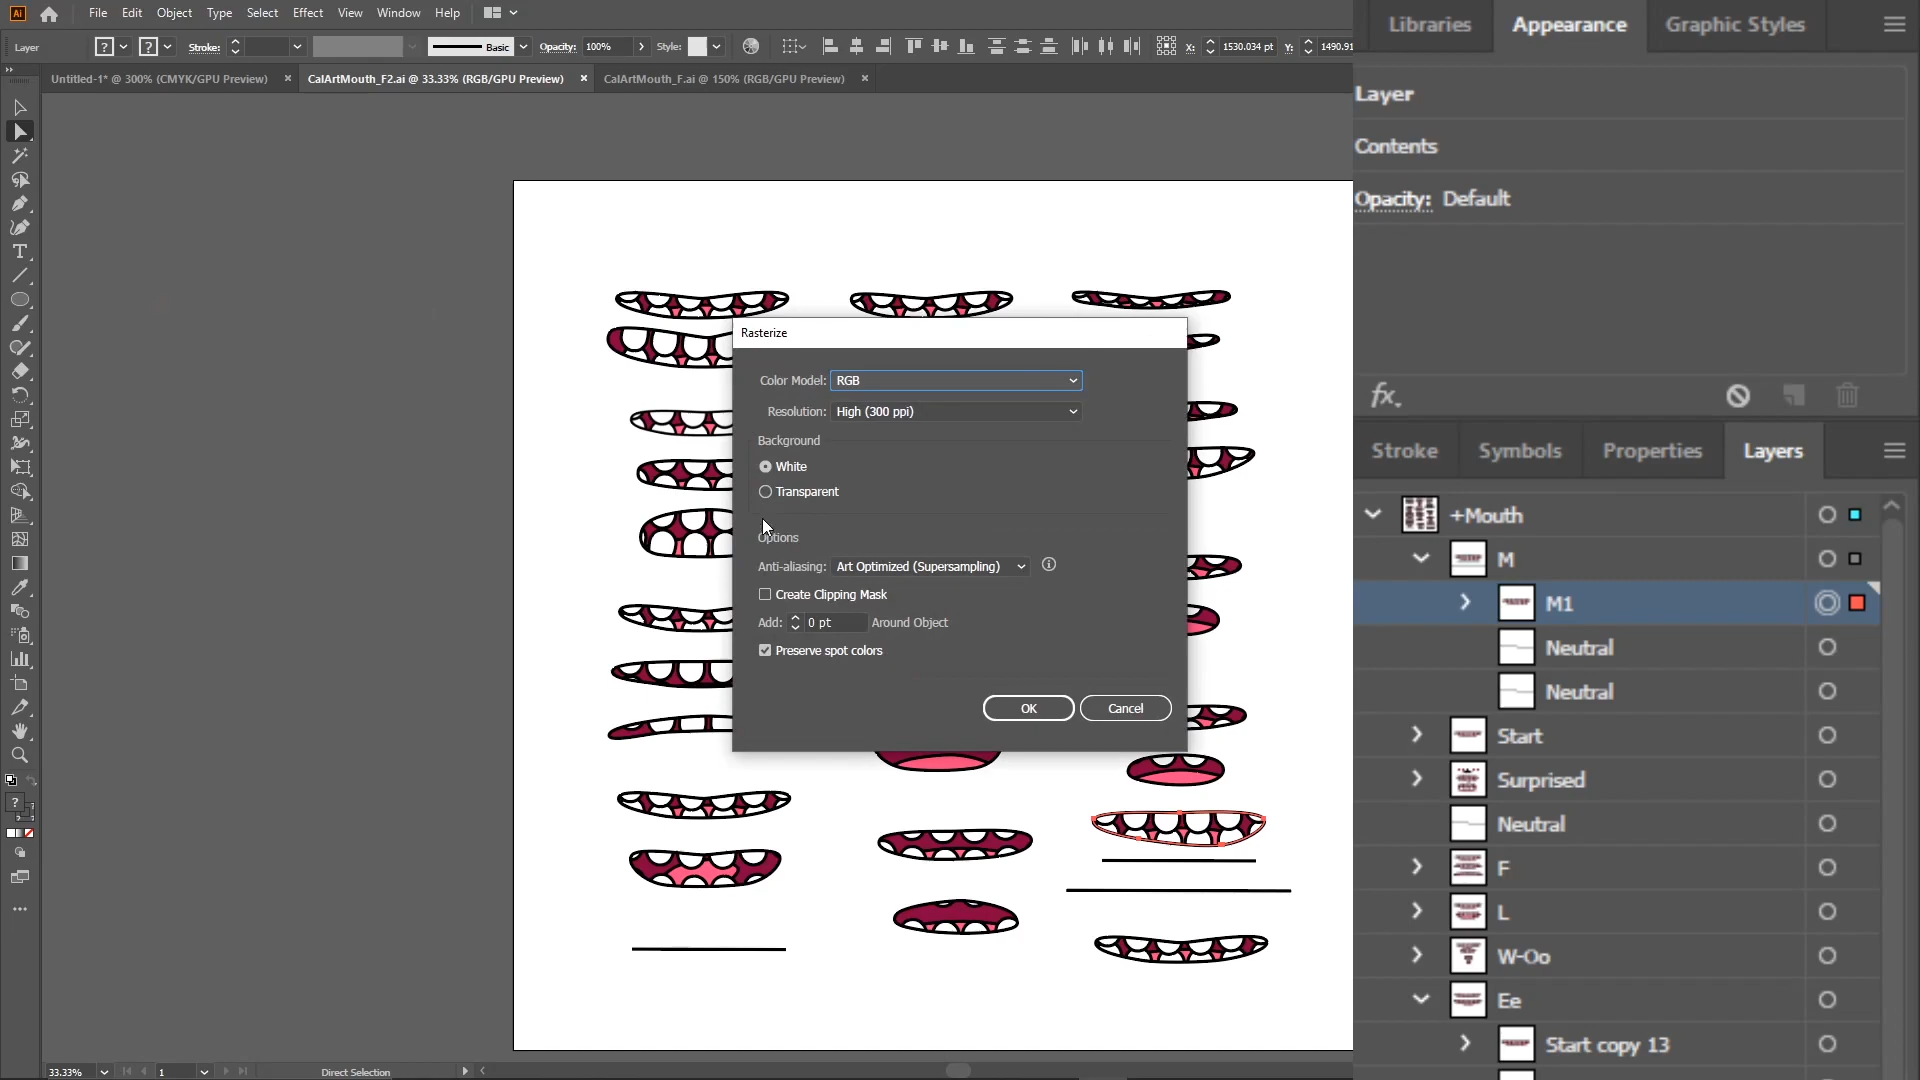 Ai File Edit Object Type Select Effect View Window Help
Layer ? ? Stroke: Basic Opacity: 100% Style: X: 1530.034 pt Y: 1490.91
Untitled-1* @ 300% (CMYK/GPU Preview) × CalArtMouth_F2.ai @ 33.33% (RGB/GPU Preview) × CalArtMouth_F.ai @ 150% (RGB/GPU Preview) ×
Libraries Appearance Graphic Styles
Layer
Contents
Opacity: Default
fx.
Stroke Symbols Properties Layers
+Mouth
M
M1
Neutral
Neutral
Start
Surprised
Neutral
F
L
W-Oo
Ee
Start copy 13
Rasterize
Color Model: RGB
Resolution: High (300 ppi)
Background
White
Transparent
Options
Anti-aliasing: Art Optimized (Supersampling)
Create Clipping Mask
Add: 0 pt Around Object
Preserve spot colors
OK Cancel
T
?
33.33% 1 Direct Selection